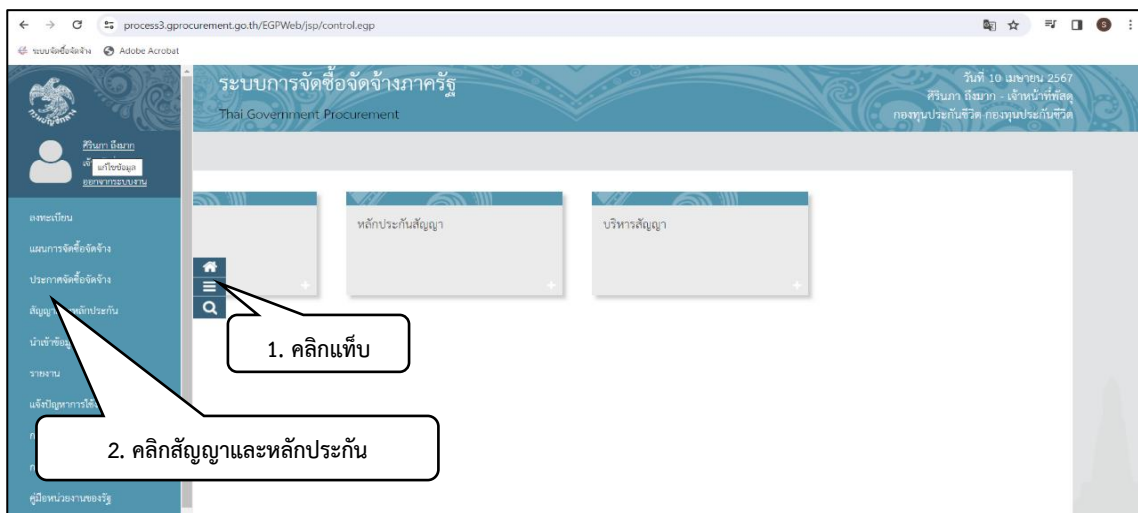 process3.gprocurement.go.th/EGPWeb/jsp/control.egp
S
ระบบจัดซื้อจัดจ้าง
Adobe Acrobat
ระบบการจัดซื้อจัดจ้างภาครัฐ
Thai Government Procurement
วันที่ 10 เมษายน 2567
ศิรินภา ถึงมาก - เจ้าหน้าที่พัสดุ
กองทุนประกันชีวิต กองทุนประกันชีวิต
ศิรินภา ถึงมาก
แก้ไขข้อมูล
ออกจากระบบงาน
ลงทะเบียน
แผนการจัดซื้อจัดจ้าง
ประกาศจัดซื้อจัดจ้าง
สัญญา หลักประกัน
นำเข้าข้อมู
รายงาน
แจ้งปัญหาการใช้
คู่มือหน่วยงานของรัฐ
หลักประกันสัญญา
บริหารสัญญา
1. คลิกแท็บ
2. คลิกสัญญาและหลักประกัน